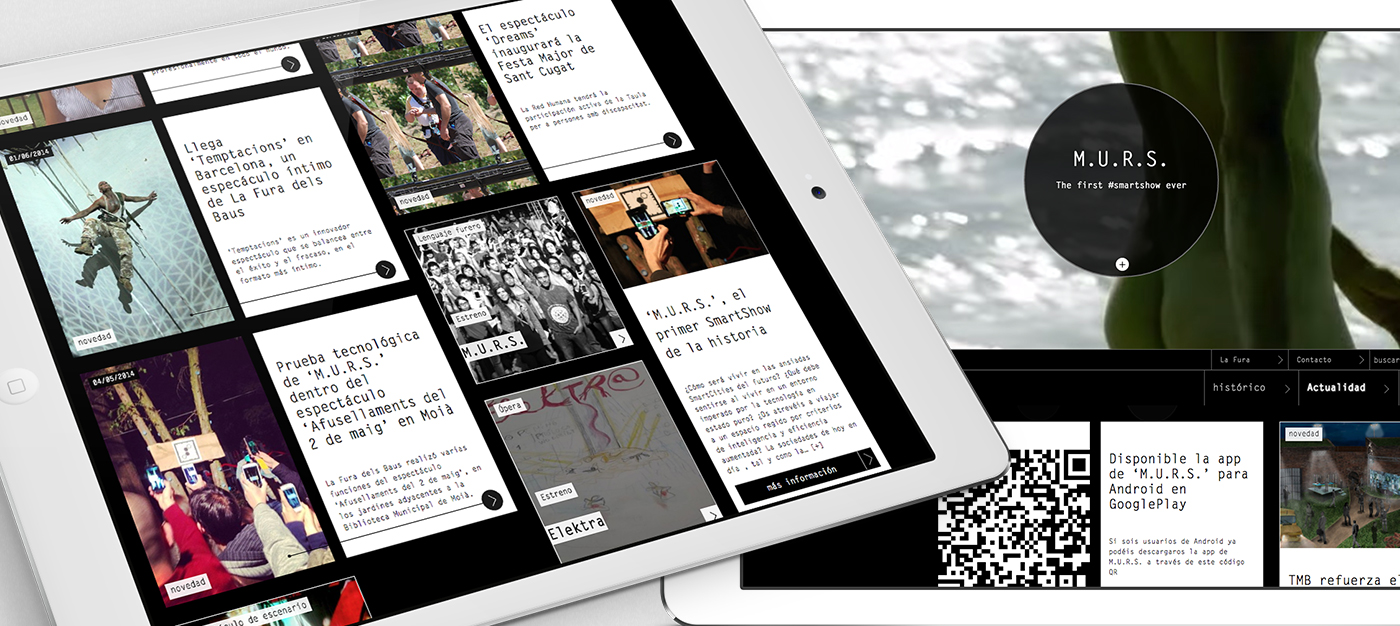 novedad
profesionalmente en todo el mundo.
01/06/2014
novedad
Llega
‘Temptacions’ en
Barcelona, un
especáculo íntimo
de La Fura dels
Baus
‘Temptacions’ es un innovador
espectáculo que se balancea entre
el éxito y el fracaso, en el
formato más íntimo.
04/05/2014
novedad
Prueba tecnológica
de ‘M.U.R.S.’
dentro del
espectáculo
‘Afusellaments del
2 de maig’ en Moià
La Fura dels Baus realizó varias
funciones del espectáculo
‘Afusellaments del 2 de maig’, en
los jardines adyacentes a la
Biblioteca Municipal de Moià.
de escenario
novedad
El espectáculo
‘Dreams’
inaugurará la
Festa Major de
Sant Cugat
La Red Humana tendrá la
participación activa de la Taula
per a persones amb discapacitat.
Lenguaje furero
Estreno
M.U.R.S.
Ópera
ELEKTRA
Estreno
Elektra
novedad
‘M.U.R.S.’, el
primer SmartShow
de la historia
¿Cómo será vivir en las ansiadas
SmartCities del futuro? ¿Qué debe
sentirse al vivir en un entorno
imperado por la tecnología en
estado puro? ¿Os atrevéis a viajar
a un espacio regido por criterios
de inteligencia y eficiencia
aumentada? La sociedades de hoy en
día , tal y como la… [+]
más información
M.U.R.S.
The first #smartshow ever
La Fura
Contacto
buscar
histórico
Actualidad
Disponible la app
de ‘M.U.R.S.’ para
Android en
GooglePlay
Si sois usuarios de Android ya
podéis descargaros la app de
M.U.R.S. a través de este código
QR
novedad
TMB refuerza el